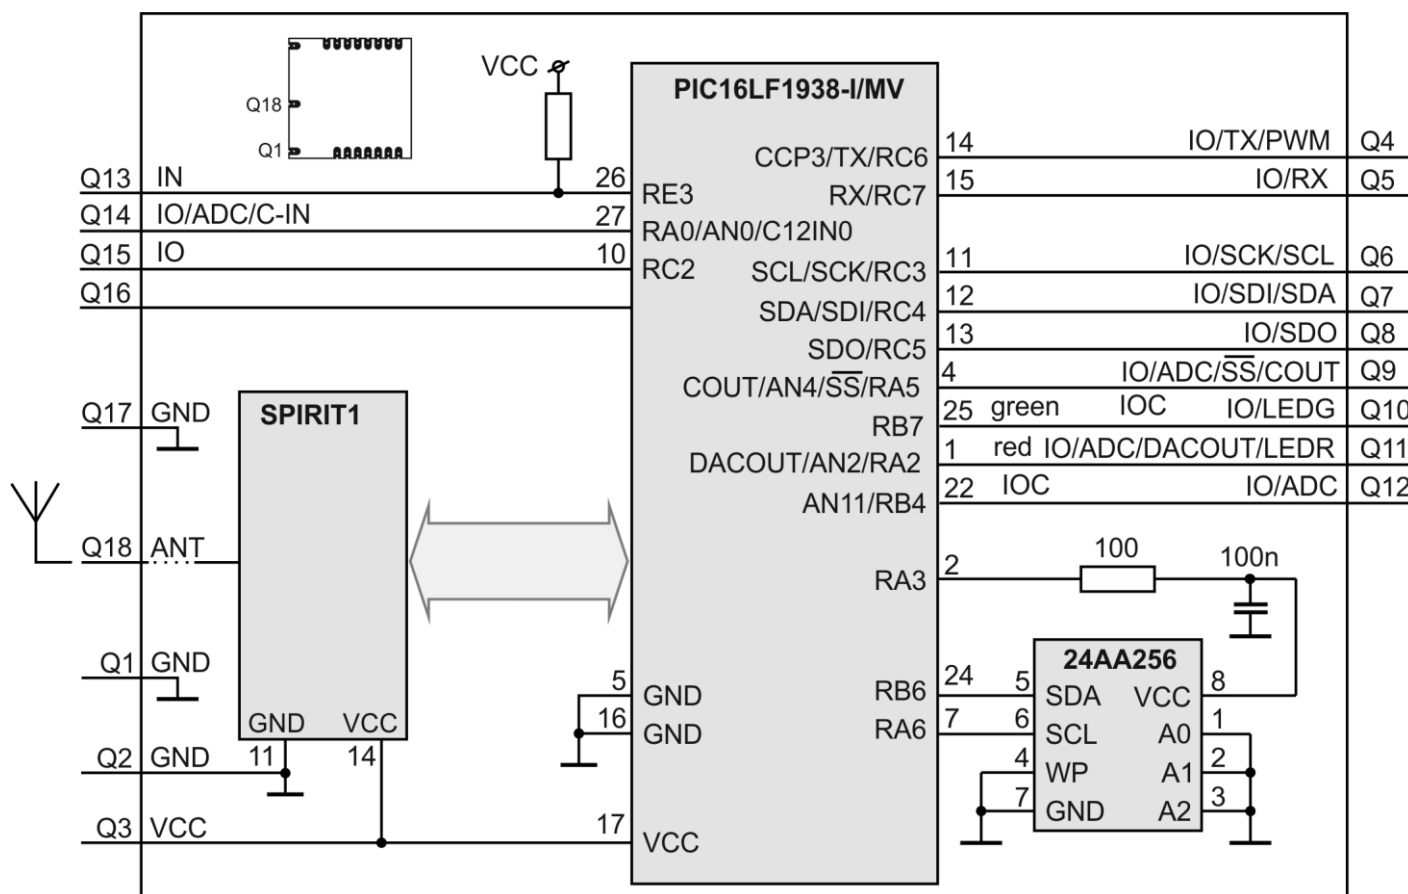 VCC
Q18
Q1
PIC16LF1938-I/MV
Q13 IN 26 RE3
Q14 IO/ADC/C-IN 27 RA0/AN0/C12IN0
Q15 IO 10 RC2
Q16
CCP3/TX/RC6 14 IO/TX/PWM Q4
RX/RC7 15 IO/RX Q5
SCL/SCK/RC3 11 IO/SCK/SCL Q6
SDA/SDI/RC4 12 IO/SDI/SDA Q7
SDO/RC5 13 IO/SDO Q8
COUT/AN4/SS/RA5 4 IO/ADC/SS/COUT Q9
RB7 25 green IOC IO/LEDG Q10
DACOUT/AN2/RA2 1 red IO/ADC/DACOUT/LEDR Q11
AN11/RB4 22 IOC IO/ADC Q12
Q17 GND
SPIRIT1
Q18 ANT
RA3 2 100 100n
Q1 GND
GND VCC
11 14
Q2 GND
Q3 VCC
5 GND
16 GND
17 VCC
RB6 24
RA6 7
24AA256
5 SDA VCC 8
6 SCL A0 1
4 WP A1 2
7 GND A2 3